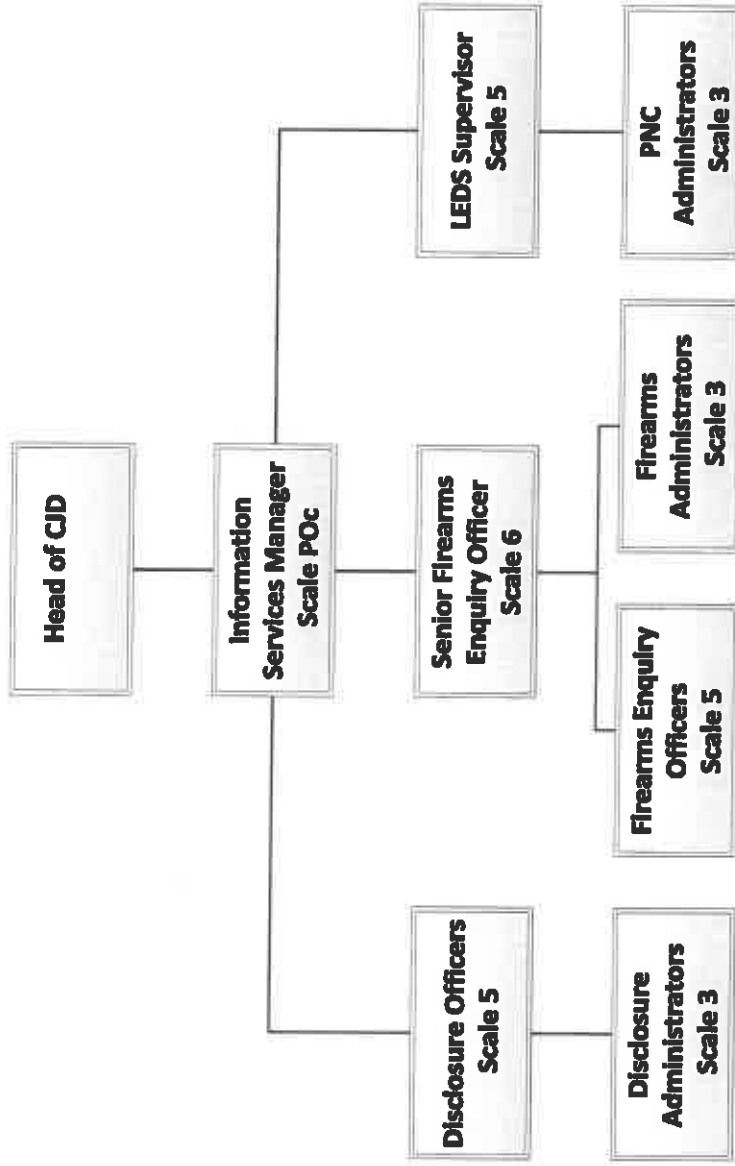 Head of CJD
Information
Services Manager
Scale POc
Disclosure Officers
Scale 5
Senior Firearms
Enquiry Officer
Scale 6
LEDS Supervisor
Scale 5
Disclosure
Administrators
Scale 3
Firearms Enquiry
Officers
Scale 5
Firearms
Administrators
Scale 3
PNC
Administrators
Scale 3